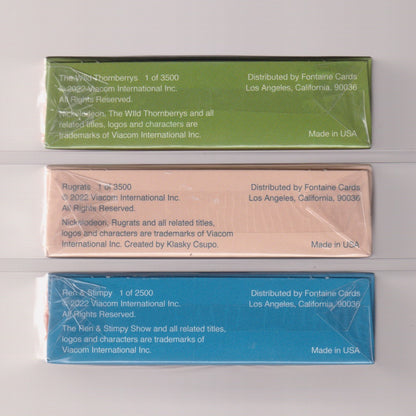 The Wild Thornberrys 1 of 3500
© 2022 Viacom International Inc.
All Rights Reserved.
Nickelodeon, The Wild Thornberrys and all
related titles, logos and characters are
trademarks of Viacom International Inc.
Distributed by Fontaine Cards
Los Angeles, California, 90036
Made in USA
Rugrats 1 of 3500
© 2022 Viacom International Inc.
All Rights Reserved.
Nickelodeon, Rugrats and all related titles,
logos and characters are trademarks of Viacom
International Inc. Created by Klasky Csupo.
Distributed by Fontaine Cards
Los Angeles, California, 90036
Made in USA
Ren & Stimpy 1 of 2500
© 2022 Viacom International Inc.
All Rights Reserved.
The Ren & Stimpy Show and all related titles,
logos and characters are trademarks of
Viacom International Inc.
Distributed by Fontaine Cards
Los Angeles, California, 90036
Made in USA